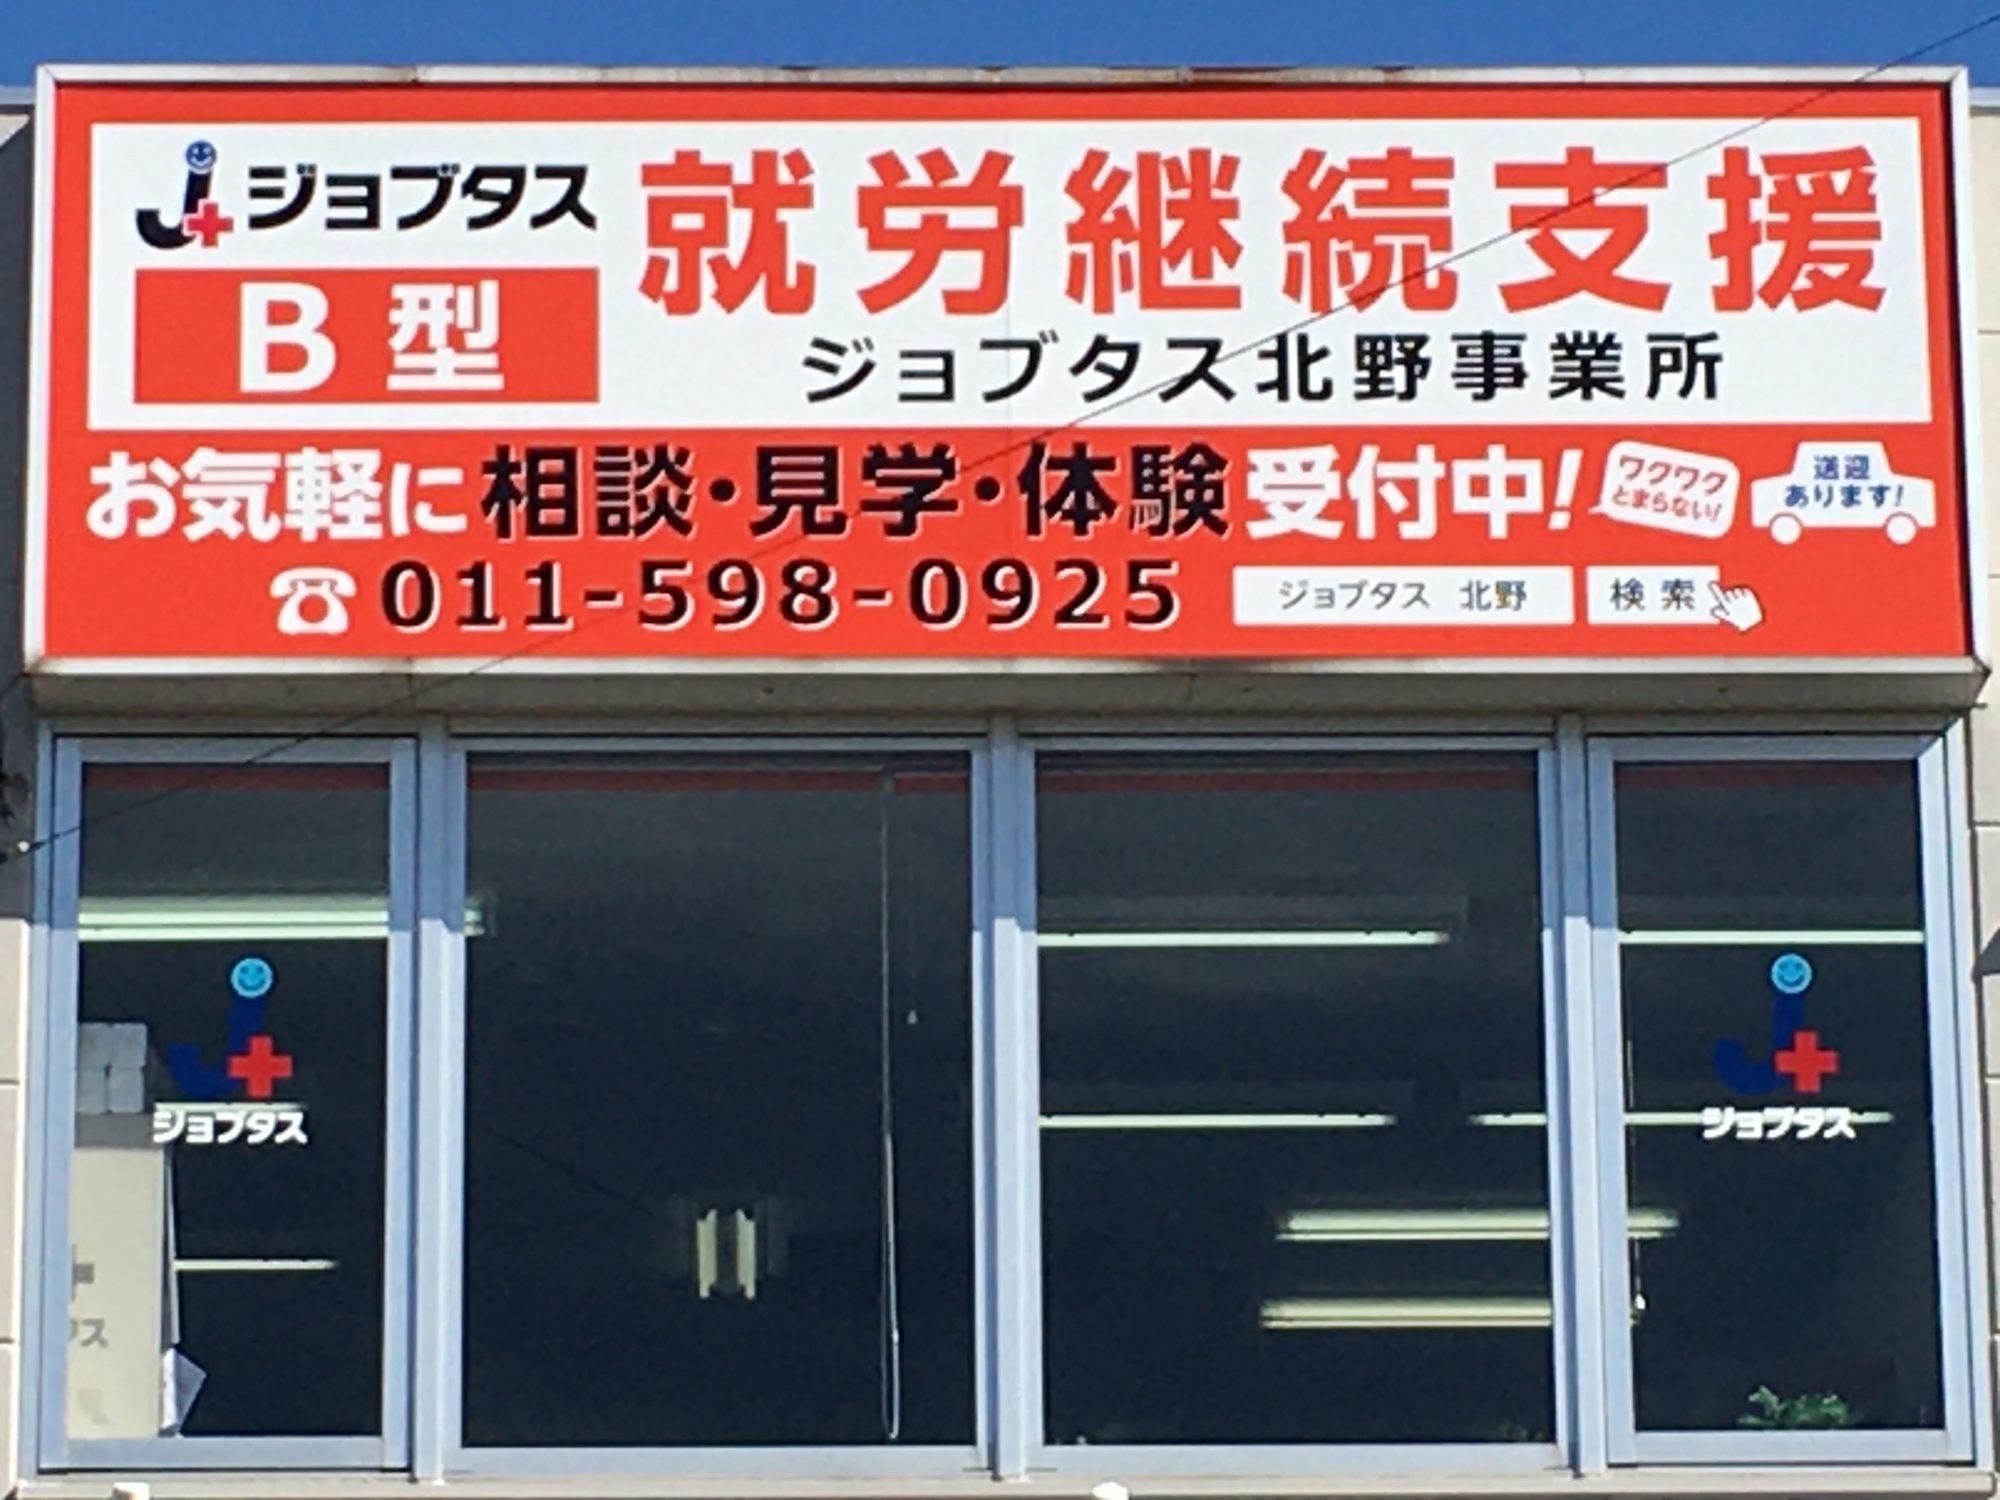 ジョブタス
就労継続支援
B型
ジョブタス北野事業所
お気軽に相談・見学・体験受付中!
ワクワク
とまらない!
送迎
あります!
011-598-0925
ジョブタス 北野
検索
ジョブタス
ジョブタス